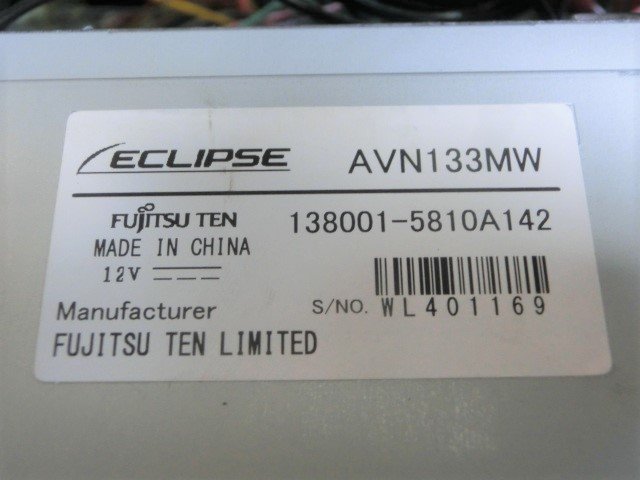 ECLIPSE AVN133MW
FUJITSU TEN 138001-5810A142
MADE IN CHINA
12V
S/NO. WL401169
Manufacturer
FUJITSU TEN LIMITED